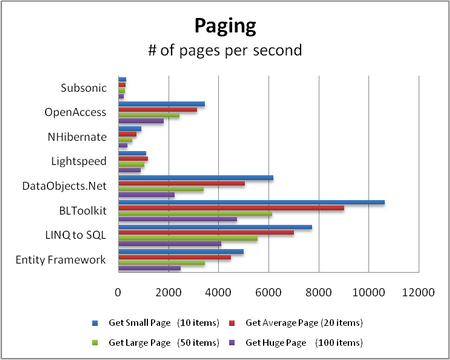 Paging
# of pages per second
Subsonic
OpenAccess
NHibernate
Lightspeed
DataObjects.Net
BLToolkit
LINQ to SQL
Entity Framework
0 2000 4000 6000 8000 10000 12000
Get Small Page (10 items) Get Average Page (20 items)
Get Large Page (50 items) Get Huge Page (100 items)